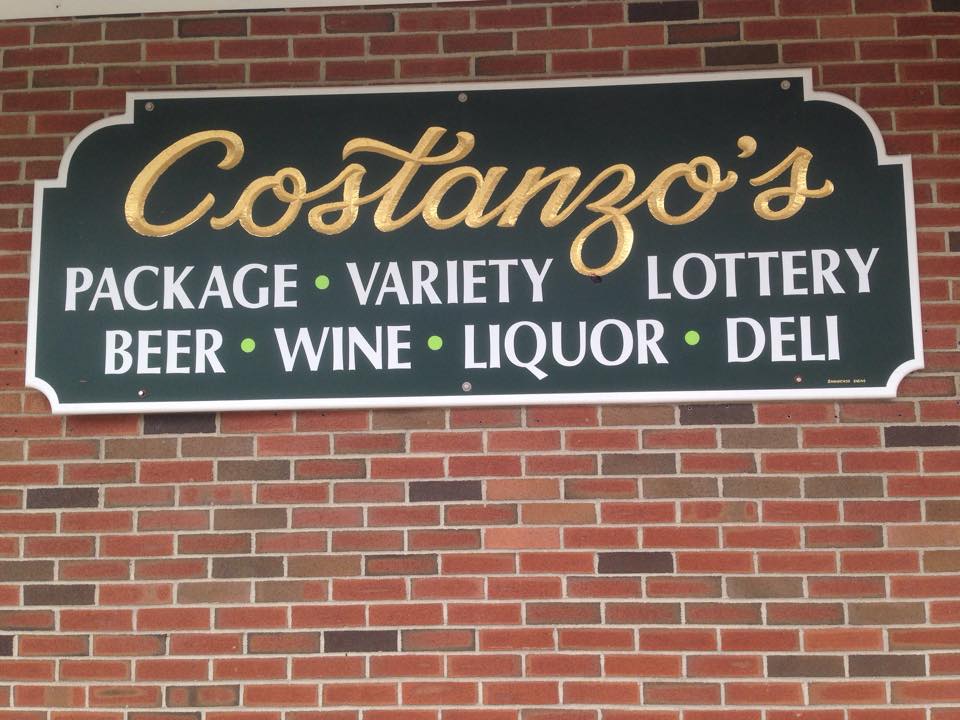 Costanzo's
PACKAGE • VARIETY LOTTERY
BEER • WINE • LIQUOR • DELI